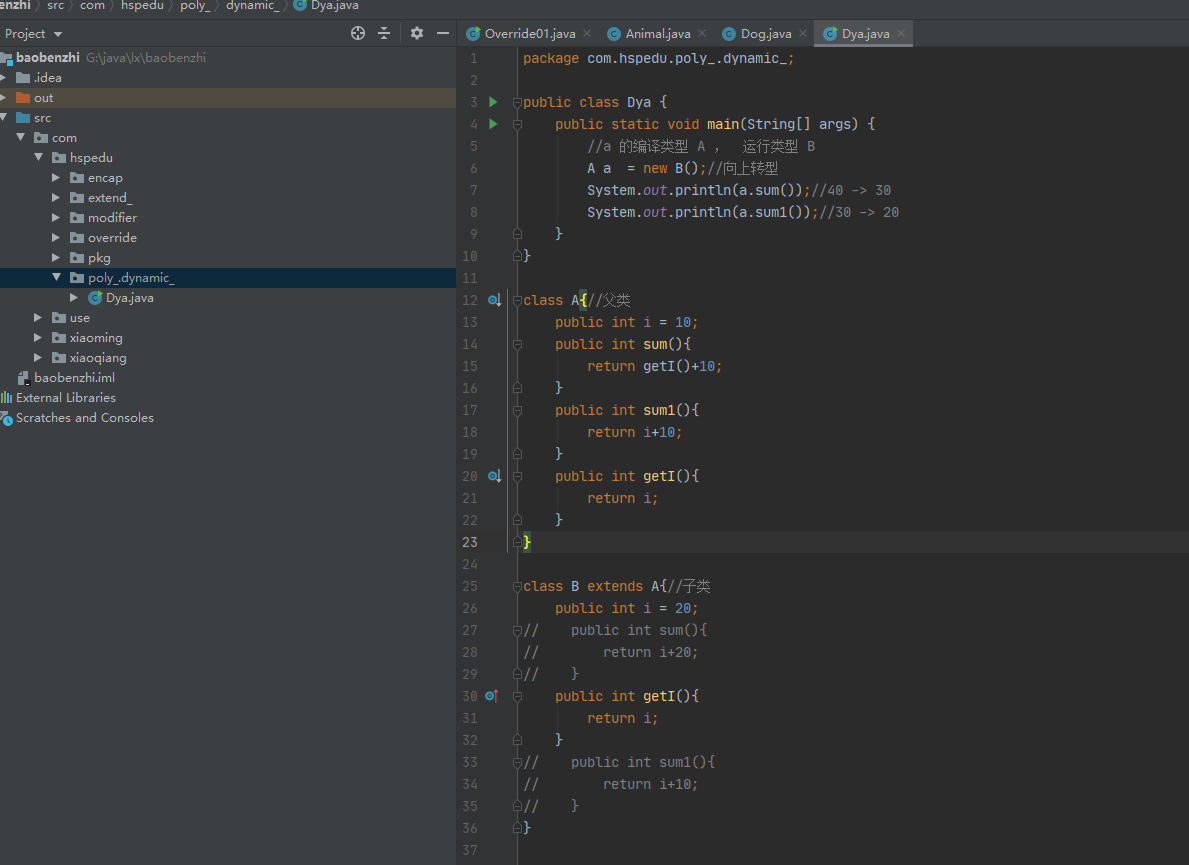 enzhi src com hspedu poly_ dynamic_ Dya.java
Project
baobenzhi G:\java\lx\baobenzhi
.idea
out
src
com
hspedu
encap
extend_
modifier
override
pkg
poly_.dynamic_
Dya.java
use
xiaoming
xiaoqiang
baobenzhi.iml
External Libraries
Scratches and Consoles
Override01.java Animal.java Dog.java Dya.java
1 package com.hspedu.poly_.dynamic_;
2
3 public class Dya {
4 public static void main(String[] args) {
5 //a 的编译类型 A , 运行类型 B
6 A a  = new B();//向上转型
7 System.out.println(a.sum());//40 -> 30
8 System.out.println(a.sum1());//30 -> 20
9 }
10 }
11
12 class A{//父类
13 public int i = 10;
14 public int sum(){
15 return getI()+10;
16 }
17 public int sum1(){
18 return i+10;
19 }
20 public int getI(){
21 return i;
22 }
23 }
24
25 class B extends A{//子类
26 public int i = 20;
27 //    public int sum(){
28 //        return i+20;
29 //    }
30 public int getI(){
31 return i;
32 }
33 //    public int sum1(){
34 //        return i+10;
35 //    }
36 }
37